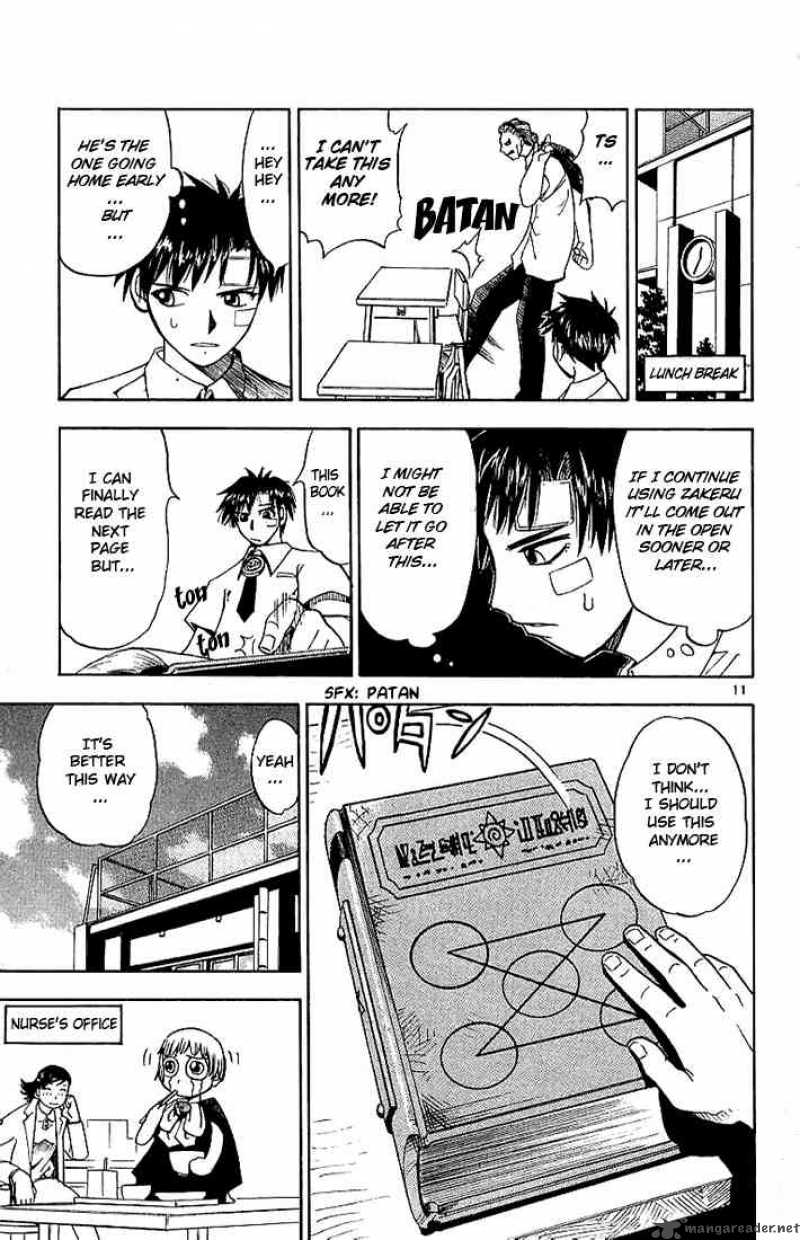 LUNCH BREAK
TS
...
I CAN'T
TAKE THIS
ANY
MORE!
BATAN
...
HEY
HEY
...
HE'S THE
ONE GOING
HOME EARLY
...
BUT
...
IF I CONTINUE
USING ZAKERU
IT'LL COME OUT
IN THE OPEN
SOONER OR
LATER...
I MIGHT
NOT BE
ABLE TO
LET IT GO
AFTER
THIS...
THIS
BOOK
...
I CAN
FINALLY
READ THE
NEXT
PAGE
BUT...
ton
ton
11
SFX: PATAN
パタン
I DON'T
THINK...
I SHOULD
USE THIS
ANYMORE
...
YEAH
...
IT'S
BETTER
THIS WAY
...
NURSE'S OFFICE
mangareader.net